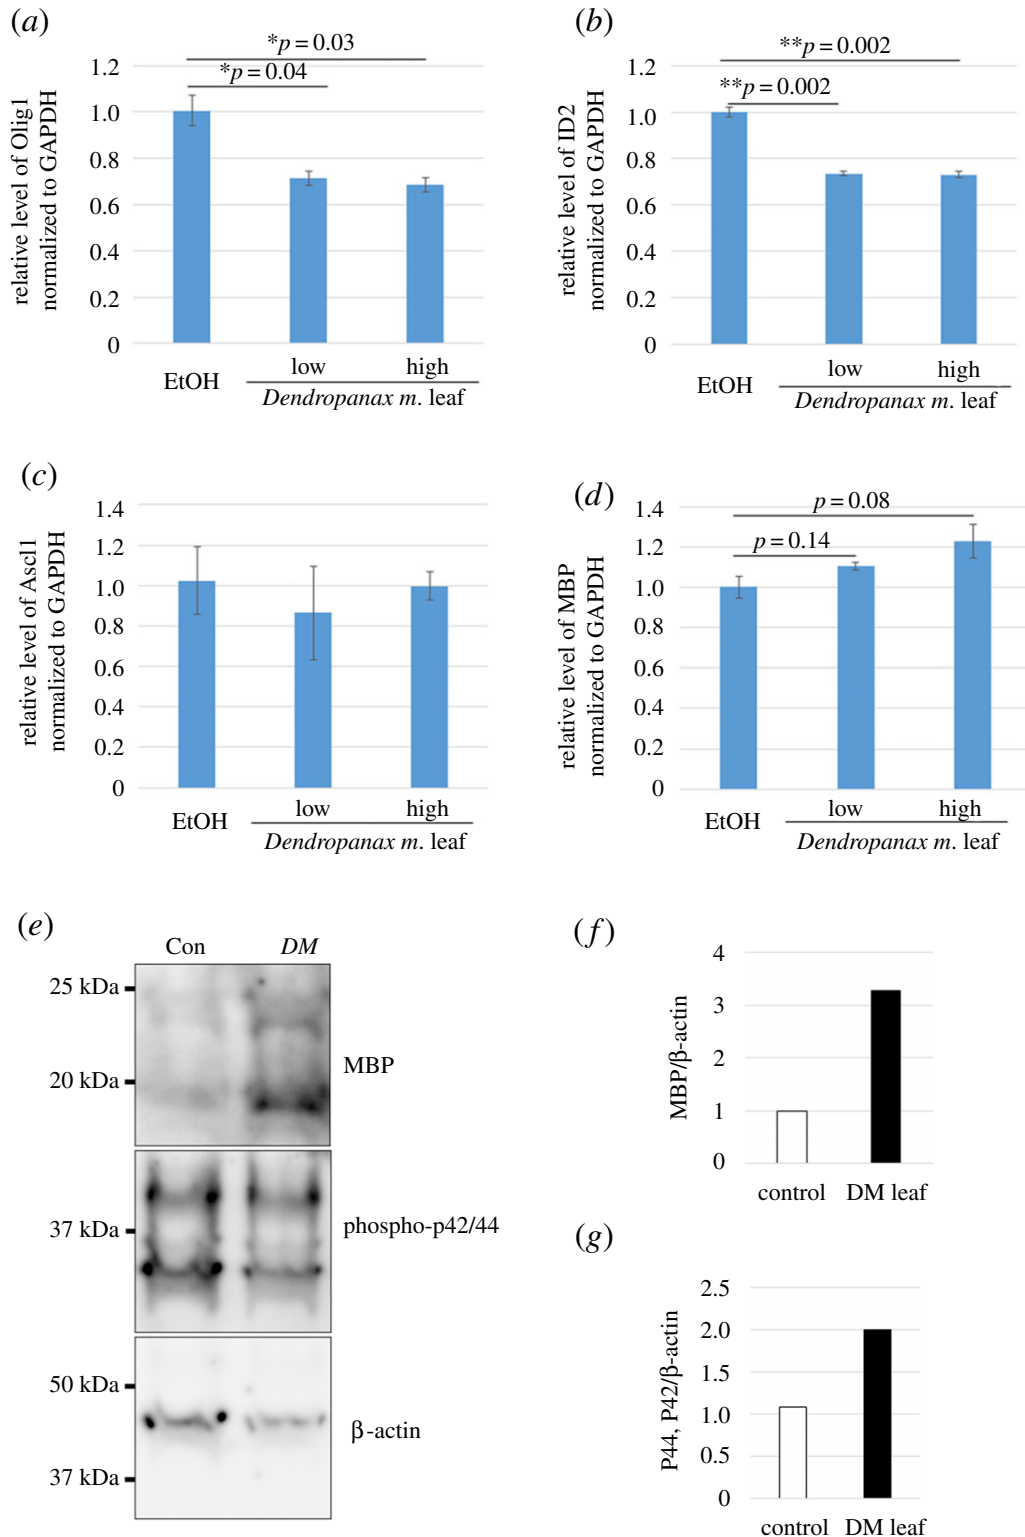 (a)
*p = 0.03
*p = 0.04
relative level of Olig1
normalized to GAPDH
1.2
1.0
0.8
0.6
0.4
0.2
0
EtOH
low
high
Dendropanax m. leaf
(b)
**p = 0.002
**p = 0.002
relative level of ID2
normalized to GAPDH
1.2
1.0
0.8
0.6
0.4
0.2
0
EtOH
low
high
Dendropanax m. leaf
(c)
relative level of Ascl1
normalized to GAPDH
1.4
1.2
1.0
0.8
0.6
0.4
0.2
0
EtOH
low
high
Dendropanax m. leaf
(d)
p = 0.08
p = 0.14
relative level of MBP
normalized to GAPDH
1.4
1.2
1.0
0.8
0.6
0.4
0.2
0
EtOH
low
high
Dendropanax m. leaf
(e)
Con
DM
25 kDa
20 kDa
MBP
37 kDa
phospho-p42/44
50 kDa
37 kDa
β-actin
(f)
MBP/β-actin
4
3
2
1
0
control
DM leaf
(g)
P44, P42/β-actin
2.5
2.0
1.5
1.0
0.5
0
control
DM leaf